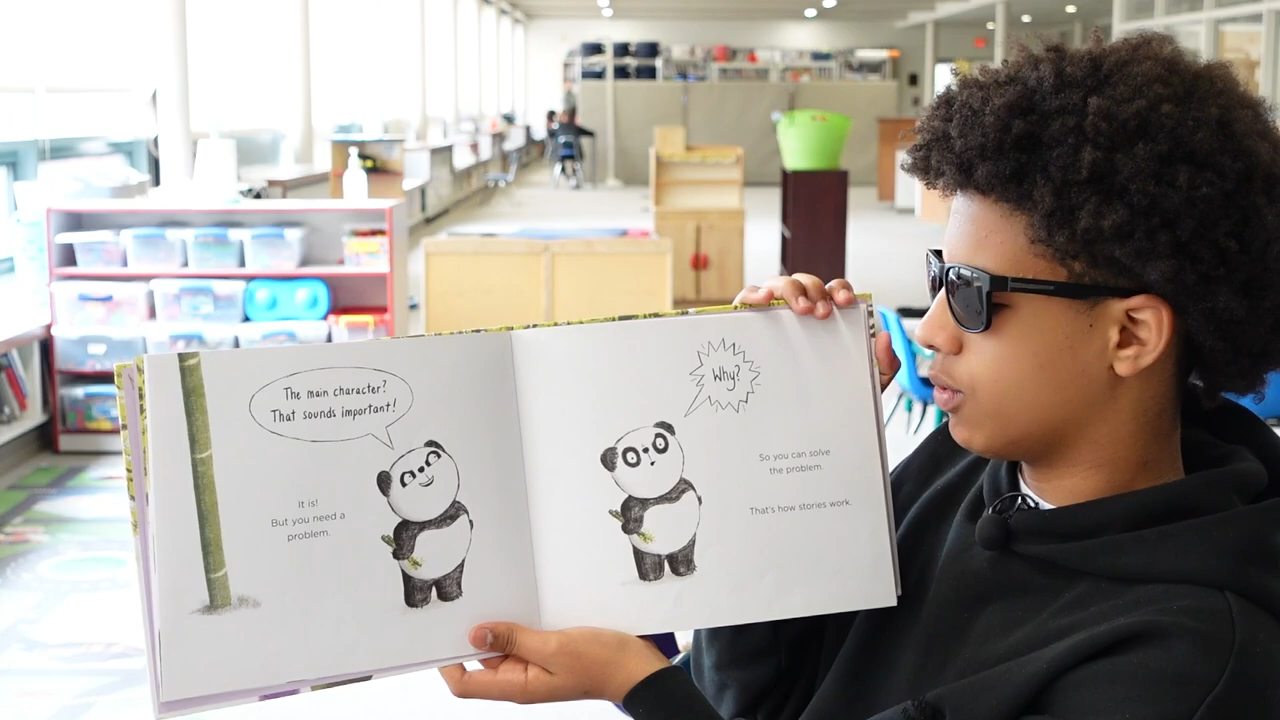 The main character?
That sounds important!
It is!
But you need a
problem.
Why?
So you can solve
the problem.
That's how stories work.